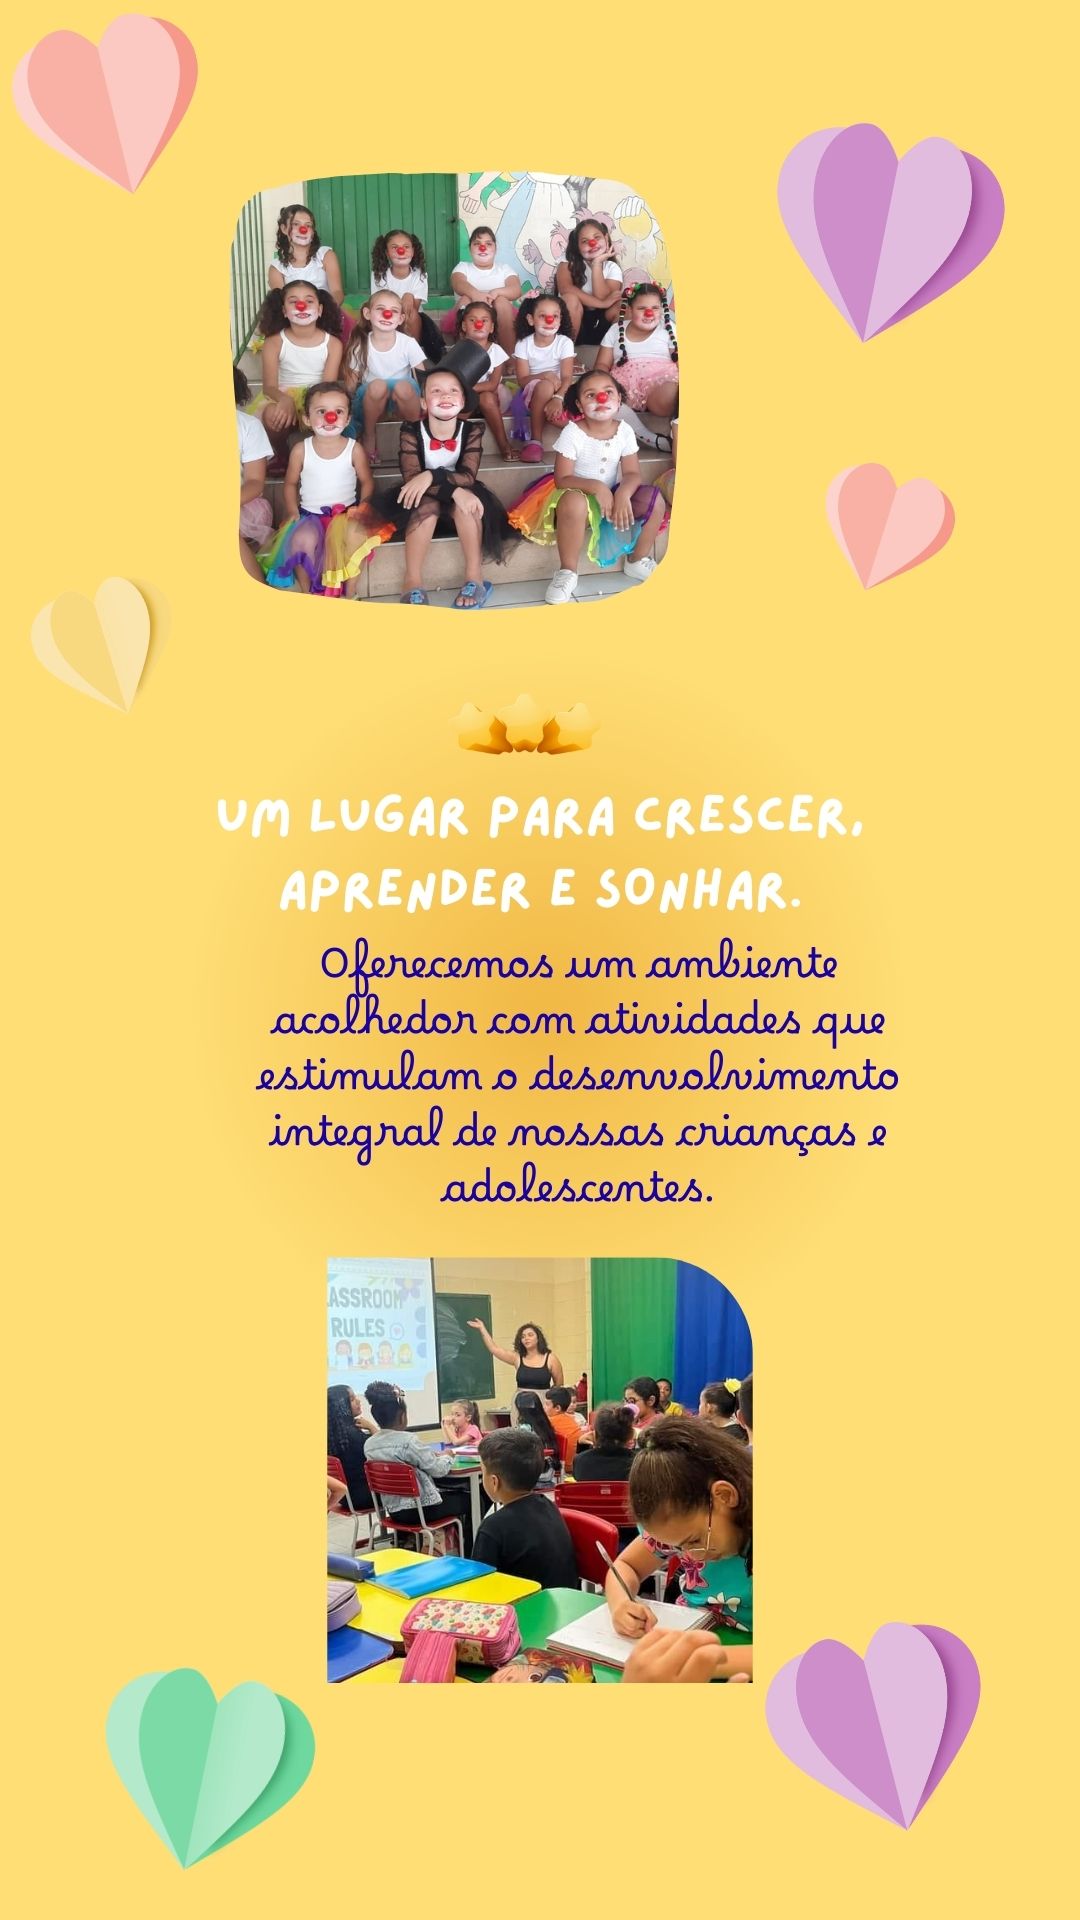 UM LUGAR PARA CRESCER,
APRENDER E SONHAR.
Oferecemos um ambiente
acolhedor com atividades que
estimulam o desenvolvimento
integral de nossas crianças e
adolescentes.
LASSROOM
RULES